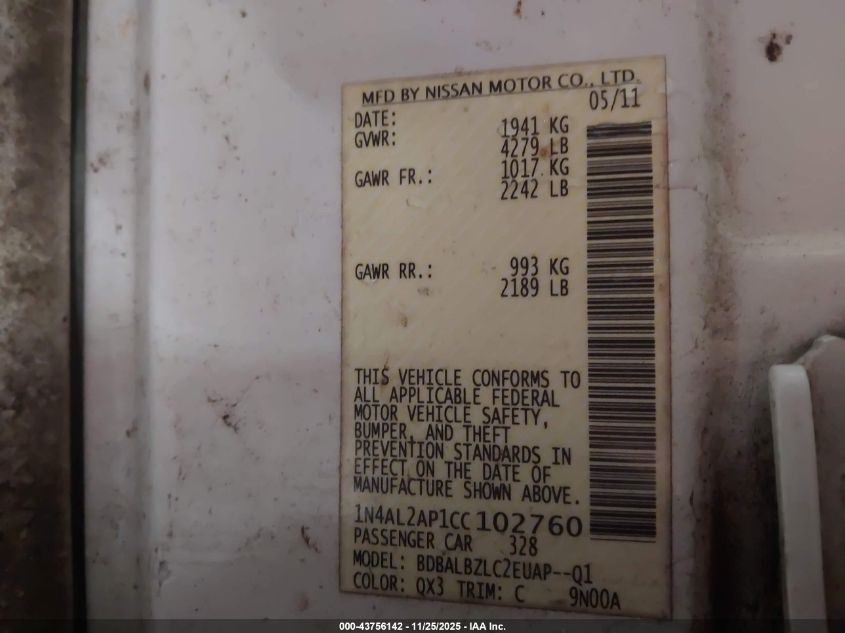 MFD BY NISSAN MOTOR CO., LTD.
DATE: 05/11
GVWR: 1941 KG
4279 LB
GAWR FR.: 1017 KG
2242 LB
GAWR RR.: 993 KG
2189 LB
THIS VEHICLE CONFORMS TO
ALL APPLICABLE FEDERAL
MOTOR VEHICLE SAFETY,
BUMPER, AND THEFT
PREVENTION STANDARDS IN
EFFECT ON THE DATE OF
MANUFACTURE SHOWN ABOVE.
1N4AL2AP1CC102760
PASSENGER CAR 328
MODEL: BDBALBZLC2EUAP--Q1
COLOR: QX3 TRIM: C 9N00A
000-43756142 - 11/25/2025 - IAA Inc.